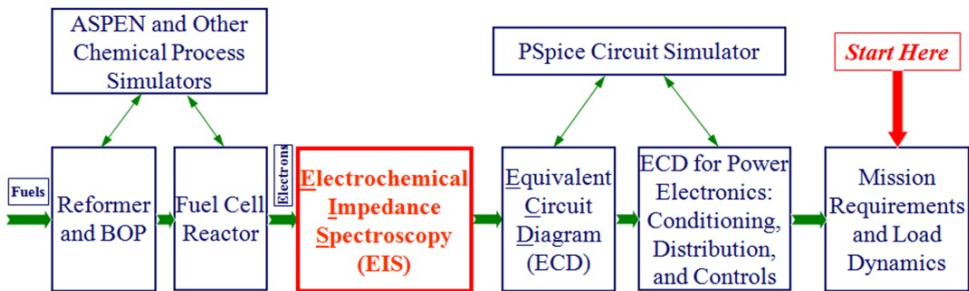 ASPEN and Other
Chemical Process
Simulators
PSpice Circuit Simulator
Start Here
Fuels
Reformer
and BOP
Fuel Cell
Reactor
Electrons
Electrochemical
Impedance
Spectroscopy
(EIS)
Equivalent
Circuit
Diagram
(ECD)
ECD for Power
Electronics:
Conditioning,
Distribution,
and Controls
Mission
Requirements
and Load
Dynamics